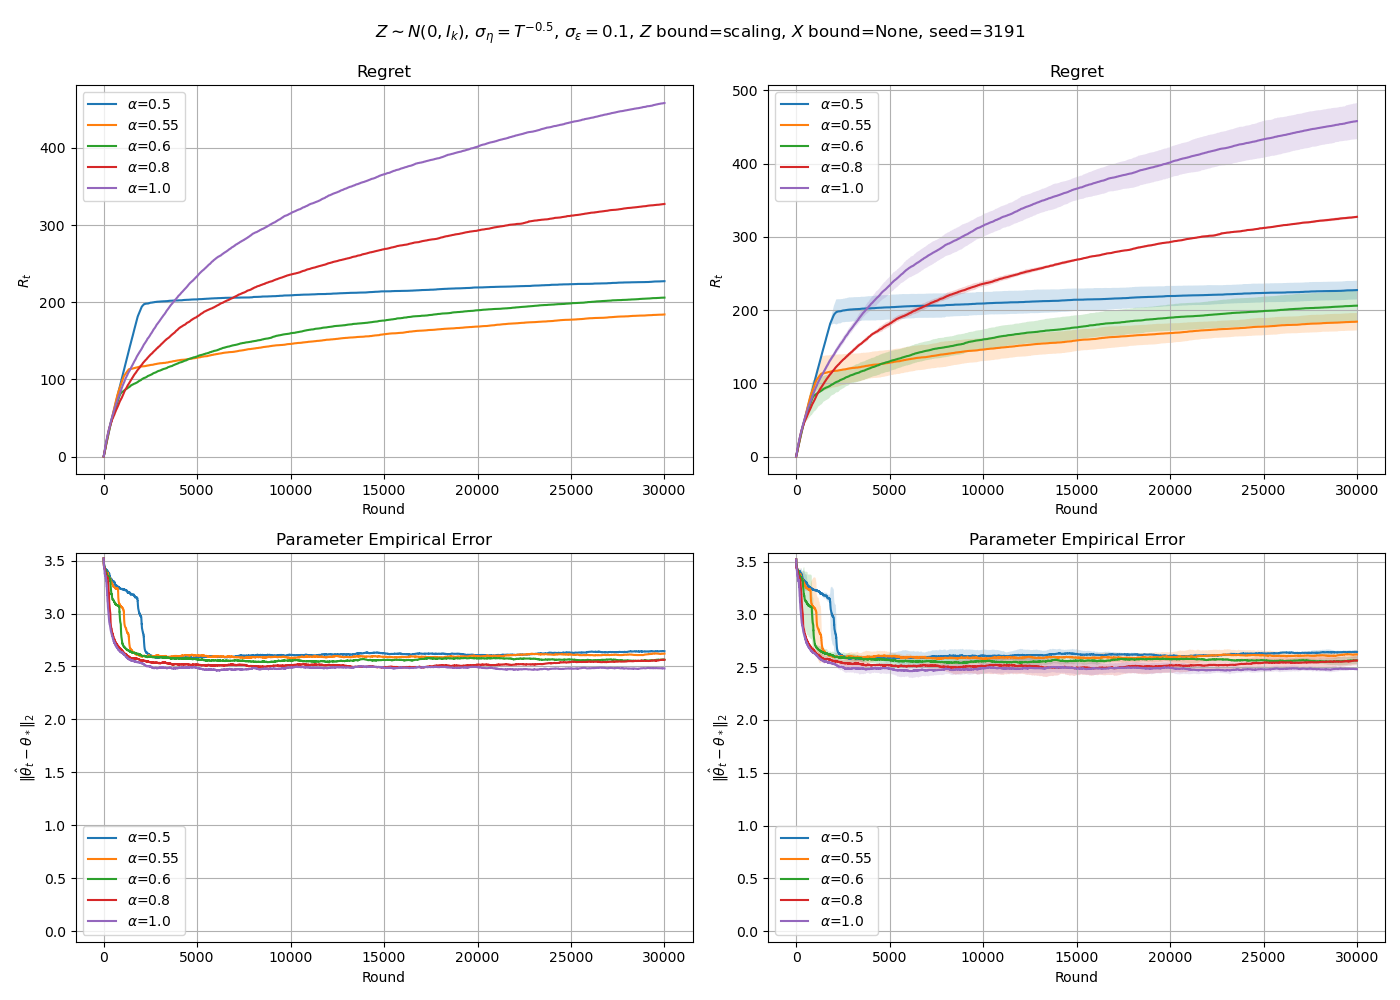 Z ∼ N(0, I_k), σ_η = T^{−0.5}, σ_ε = 0.1, Z bound=scaling, X bound=None, seed=3191
Regret
R_t
400
300
200
100
0
α=0.5
α=0.55
α=0.6
α=0.8
α=1.0
0 5000 10000 15000 20000 25000 30000
Round
Regret
R_t
500
400
300
200
100
0
α=0.5
α=0.55
α=0.6
α=0.8
α=1.0
0 5000 10000 15000 20000 25000 30000
Round
Parameter Empirical Error
‖θ̂_t − θ_*‖_2
3.5
3.0
2.5
2.0
1.5
1.0
0.5
0.0
α=0.5
α=0.55
α=0.6
α=0.8
α=1.0
0 5000 10000 15000 20000 25000 30000
Round
Parameter Empirical Error
‖θ̂_t − θ_*‖_2
3.5
3.0
2.5
2.0
1.5
1.0
0.5
0.0
α=0.5
α=0.55
α=0.6
α=0.8
α=1.0
0 5000 10000 15000 20000 25000 30000
Round